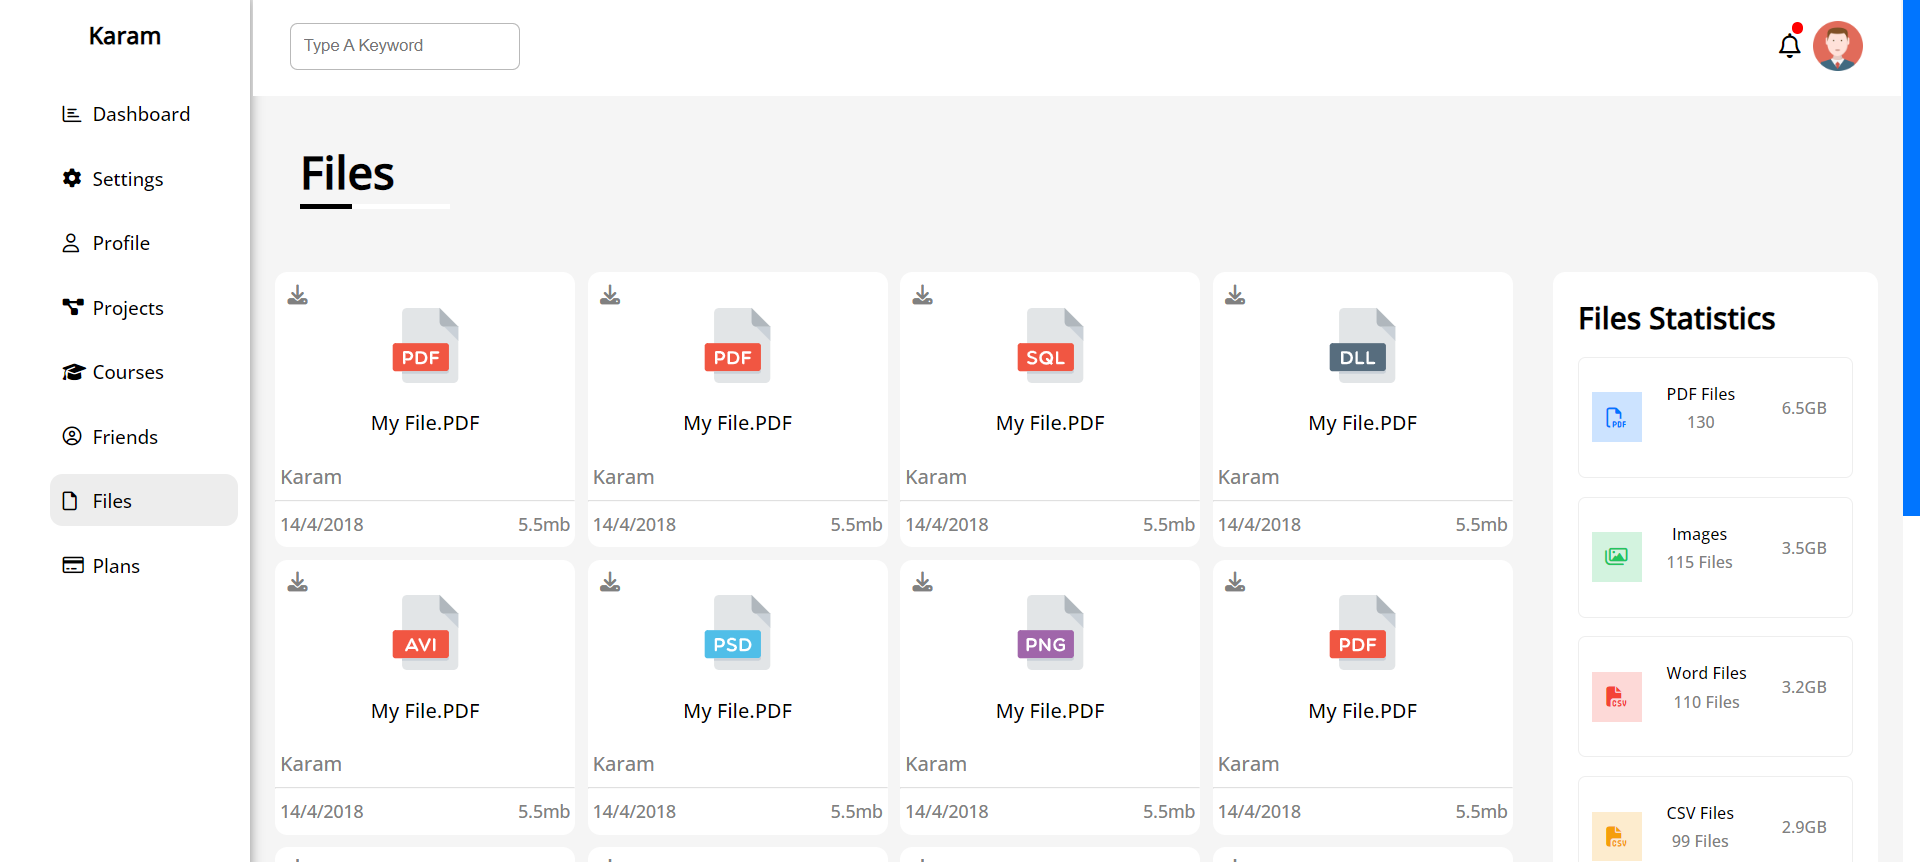 Karam
Dashboard
Settings
Profile
Projects
Courses
Friends
Files
Plans
Type A Keyword
Files
PDF
My File.PDF
Karam
14/4/2018 5.5mb
PDF
My File.PDF
Karam
14/4/2018 5.5mb
SQL
My File.PDF
Karam
14/4/2018 5.5mb
DLL
My File.PDF
Karam
14/4/2018 5.5mb
AVI
My File.PDF
Karam
14/4/2018 5.5mb
PSD
My File.PDF
Karam
14/4/2018 5.5mb
PNG
My File.PDF
Karam
14/4/2018 5.5mb
PDF
My File.PDF
Karam
14/4/2018 5.5mb
Files Statistics
PDF
PDF Files
130
6.5GB
Images
115 Files
3.5GB
CSV
Word Files
110 Files
3.2GB
CSV
CSV Files
99 Files
2.9GB